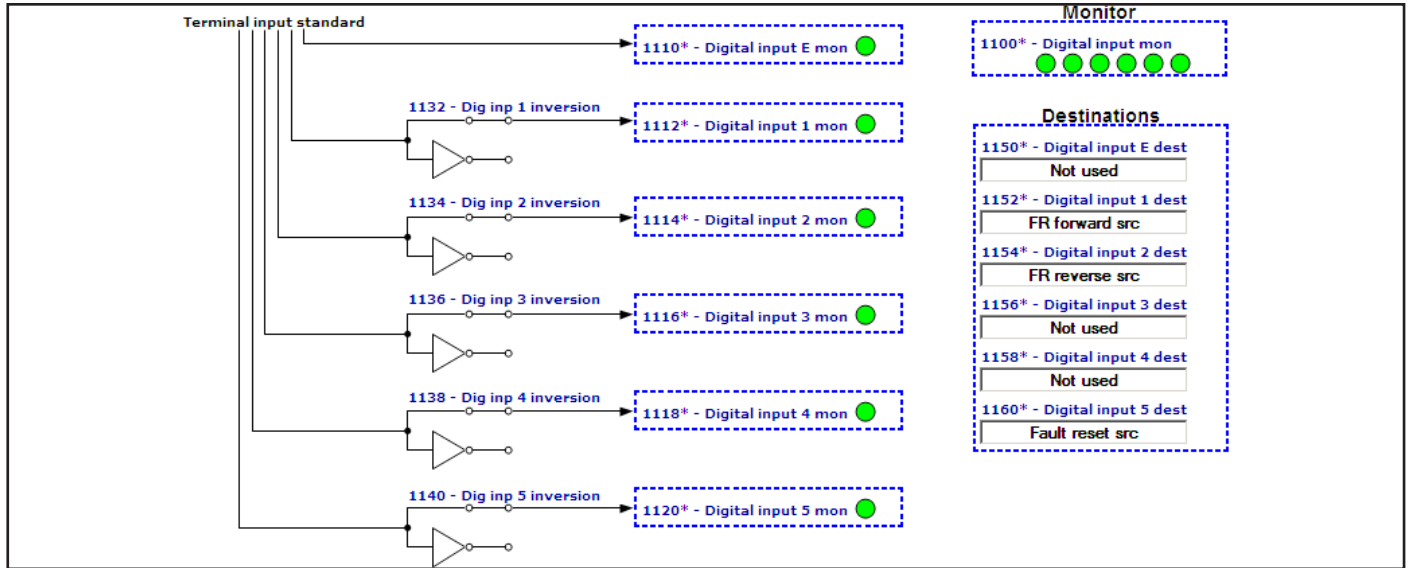 Terminal input standard
1110* - Digital input E mon
1132 - Dig inp 1 inversion
1112* - Digital input 1 mon
1134 - Dig inp 2 inversion
1114* - Digital input 2 mon
1136 - Dig inp 3 inversion
1116* - Digital input 3 mon
1138 - Dig inp 4 inversion
1118* - Digital input 4 mon
1140 - Dig inp 5 inversion
1120* - Digital input 5 mon
Monitor
1100* - Digital input mon
Destinations
1150* - Digital input E dest
Not used
1152* - Digital input 1 dest
FR forward src
1154* - Digital input 2 dest
FR reverse src
1156* - Digital input 3 dest
Not used
1158* - Digital input 4 dest
Not used
1160* - Digital input 5 dest
Fault reset src